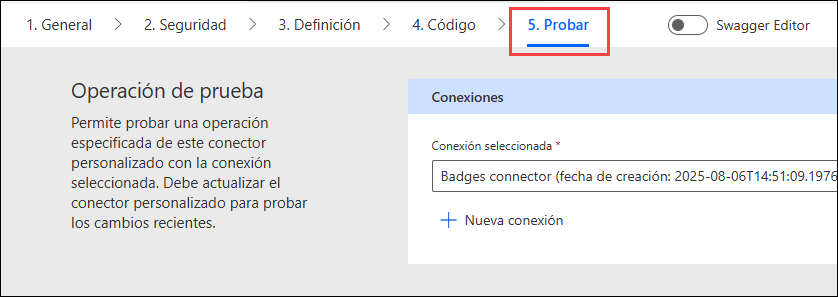 1. General > 2. Seguridad > 3. Definición > 4. Código > 5. Probar Swagger Editor
Operación de prueba
Permite probar una operación
especificada de este conector
personalizado con la conexión
seleccionada. Debe actualizar el
conector personalizado para probar
los cambios recientes.
Conexiones
Conexión seleccionada *
Badges connector (fecha de creación: 2025-08-06T14:51:09.1976
+ Nueva conexión